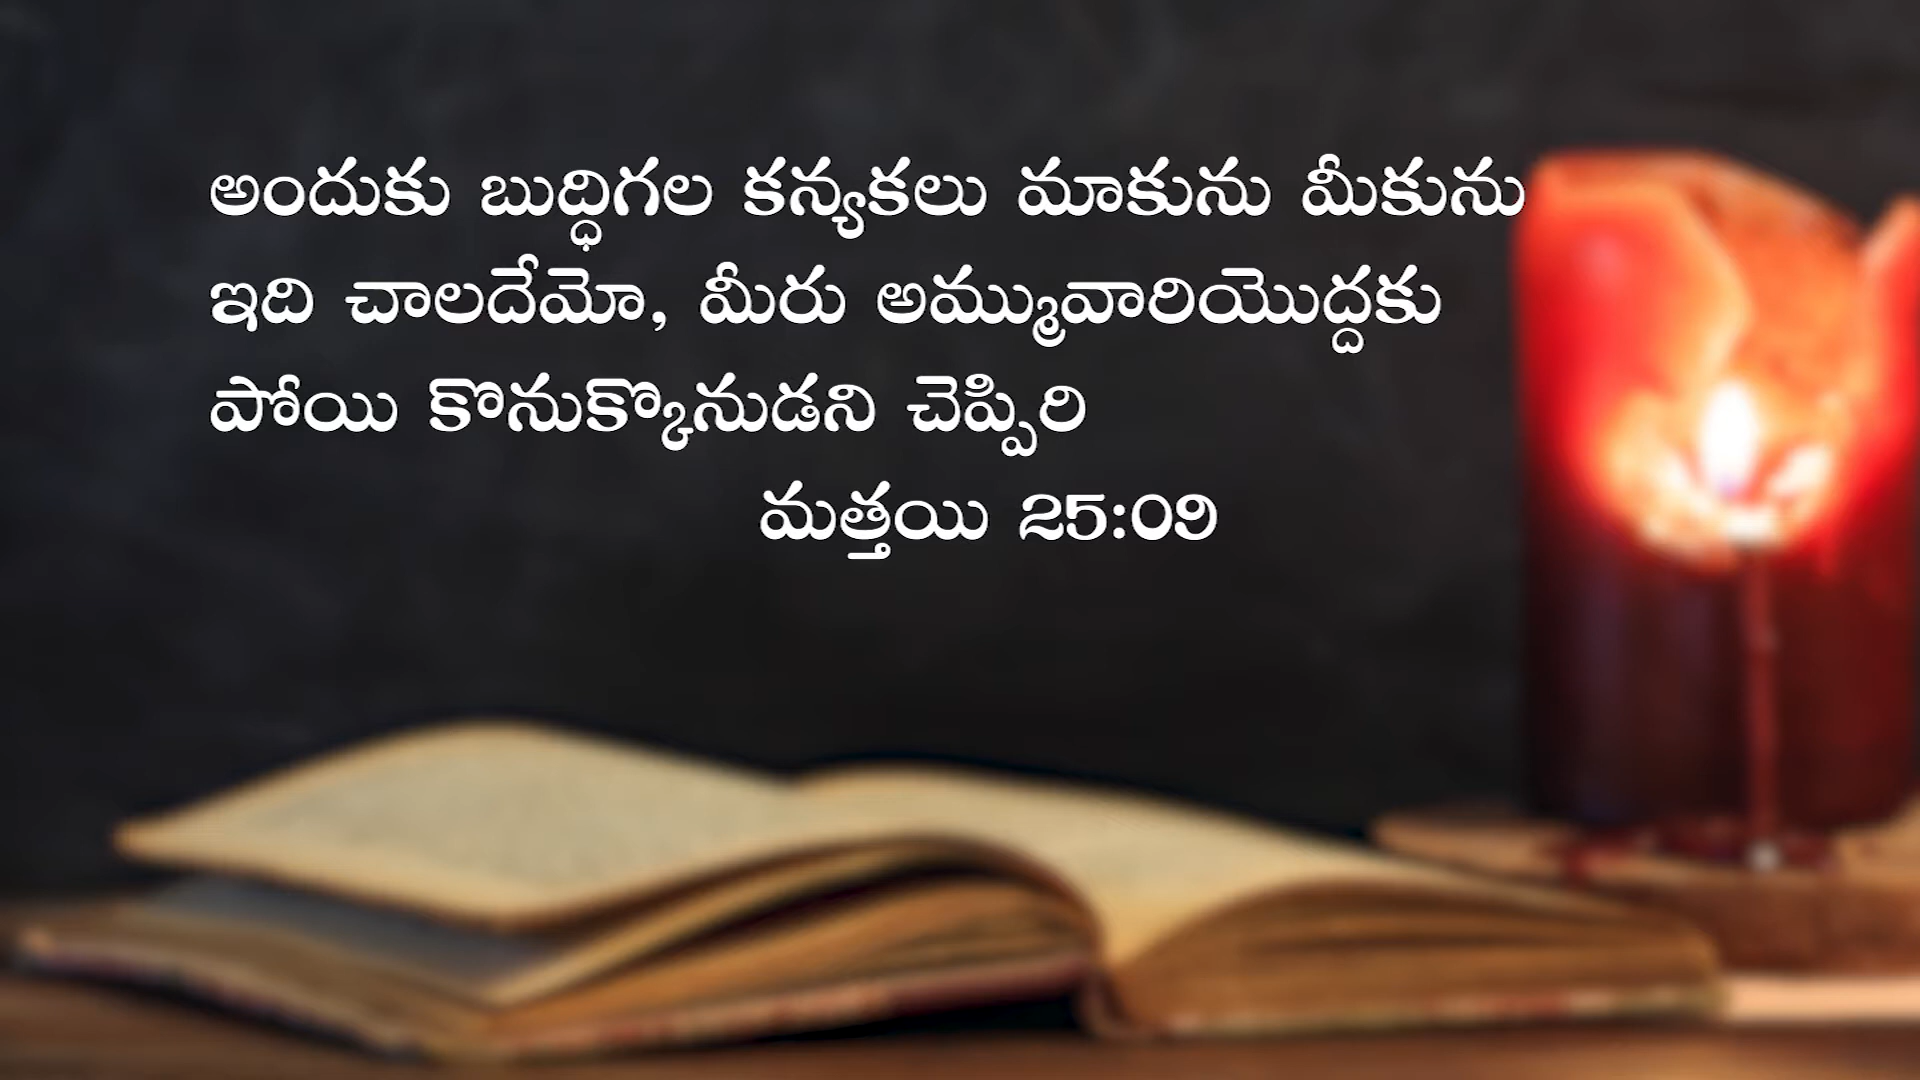 అందుకు బుద్ధిగల కన్యకలు మాకును మీకును
ఇది చాలదేమో, మీరు అమ్మువారియొద్దకు
పోయి కొనుక్కొనుడని చెప్పిరి
మత్తయి 25:09